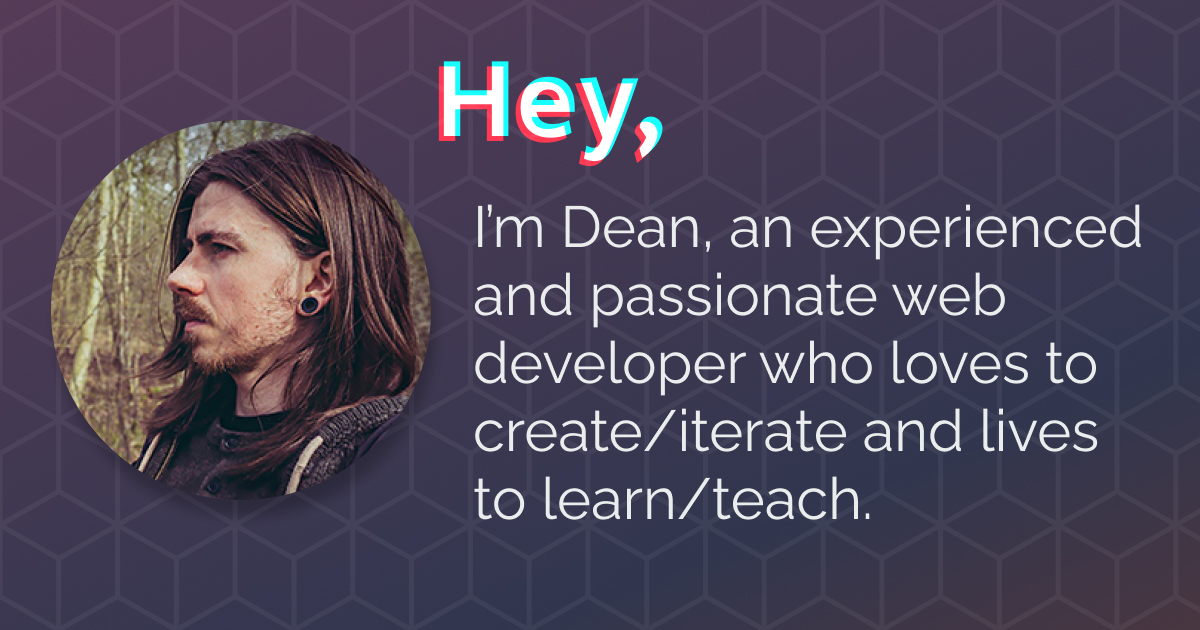 Hey,
I’m Dean, an experienced
and passionate web
developer who loves to
create/iterate and lives
to learn/teach.